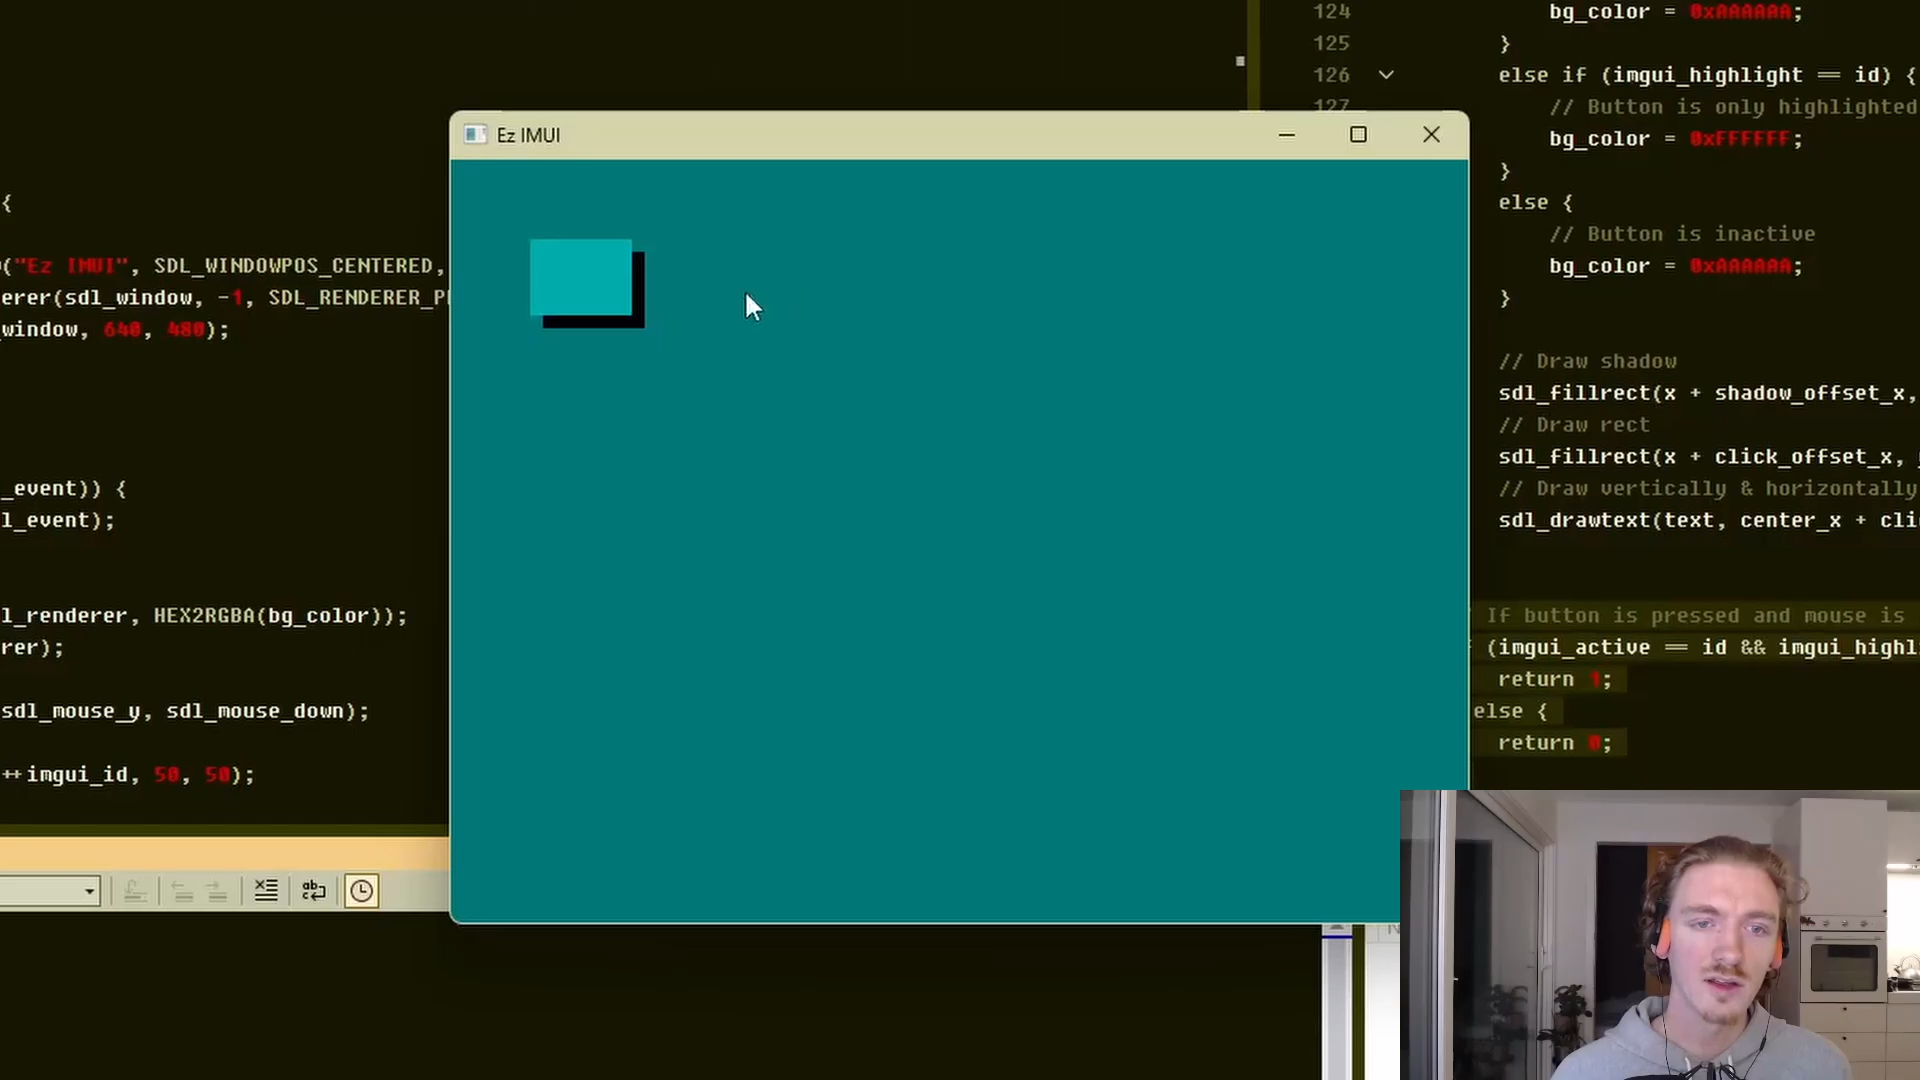 {
("Ez IMUI", SDL_WINDOWPOS_CENTERED,
erer(sdl_window, -1,
window, 640, 480);
_event)) {
l_event);
l_renderer, HEX2RGBA(bg_color));
rer);
sdl_mouse_y, sdl_mouse_down);
++imgui_id, 50, 50);
Ez IMUI
124 bg_color = 0xAAAAAA;
125 }
126 else if (imgui_highlight == id) {
127 // Button is only highlighted
bg_color = 0xFFFFFF;
}
else {
// Button is inactive
bg_color = 0xAAAAAA;
}
// Draw shadow
sdl_fillrect(x + shadow_offset_x,
// Draw rect
sdl_fillrect(x + click_offset_x,
// Draw vertically & horizontally
sdl_drawtext(text, center_x + cli
If button is pressed and mouse is
(imgui_active == id && imgui_highl
return 1;
else {
return 0;